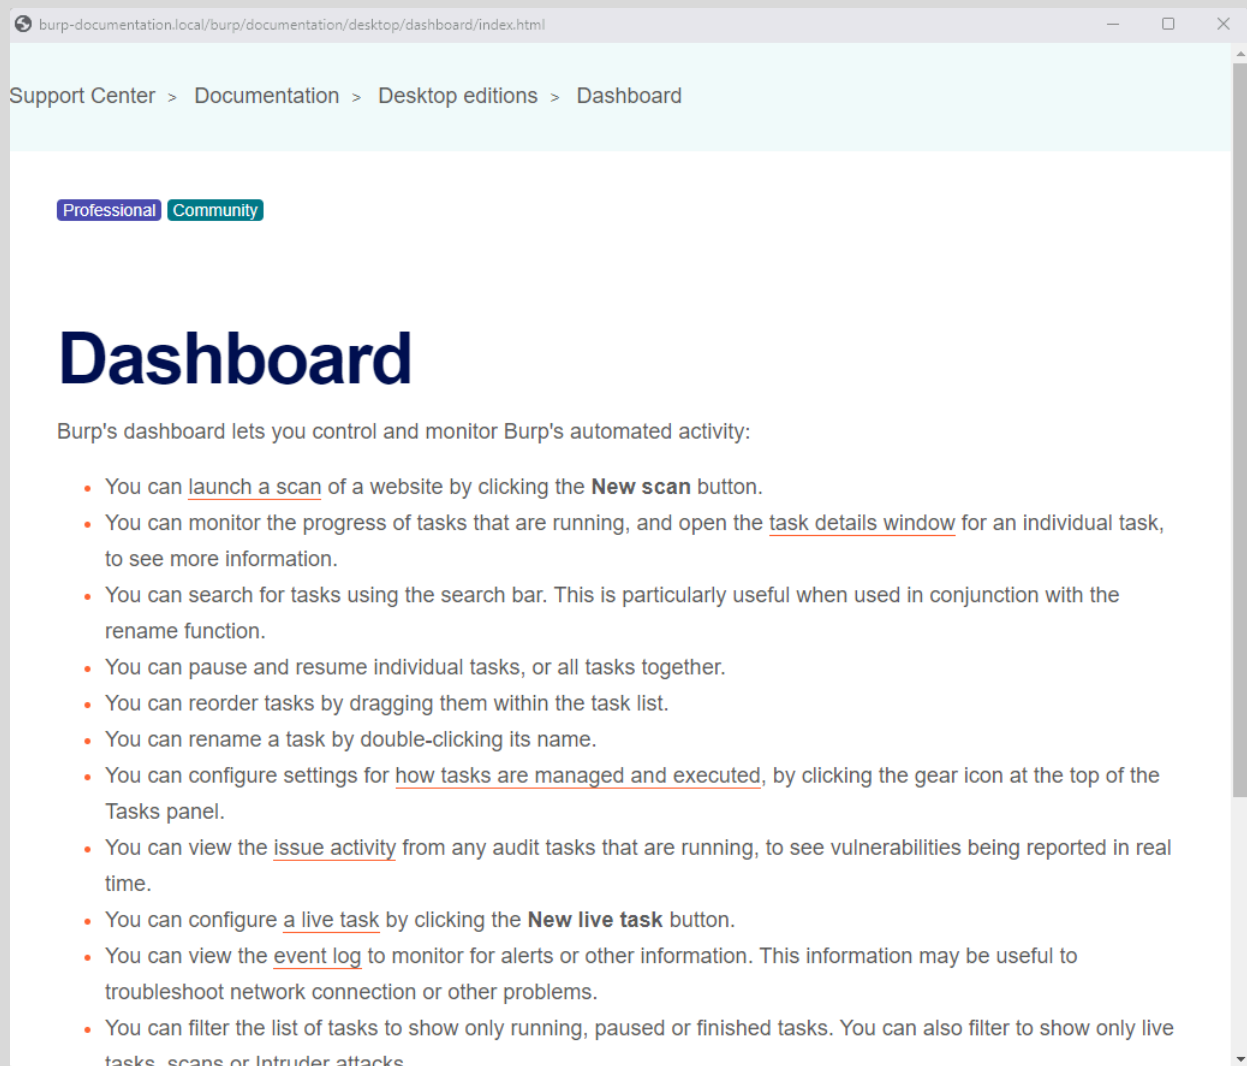 burp-documentation.local/burp/documentation/desktop/dashboard/index.html
Support Center > Documentation > Desktop editions > Dashboard
Professional Community
Dashboard
Burp's dashboard lets you control and monitor Burp's automated activity:
• You can launch a scan of a website by clicking the New scan button.
• You can monitor the progress of tasks that are running, and open the task details window for an individual task,
to see more information.
• You can search for tasks using the search bar. This is particularly useful when used in conjunction with the
rename function.
• You can pause and resume individual tasks, or all tasks together.
• You can reorder tasks by dragging them within the task list.
• You can rename a task by double-clicking its name.
• You can configure settings for how tasks are managed and executed, by clicking the gear icon at the top of the
Tasks panel.
• You can view the issue activity from any audit tasks that are running, to see vulnerabilities being reported in real
time.
• You can configure a live task by clicking the New live task button.
• You can view the event log to monitor for alerts or other information. This information may be useful to
troubleshoot network connection or other problems.
• You can filter the list of tasks to show only running, paused or finished tasks. You can also filter to show only live
tasks, scans or Intruder attacks.